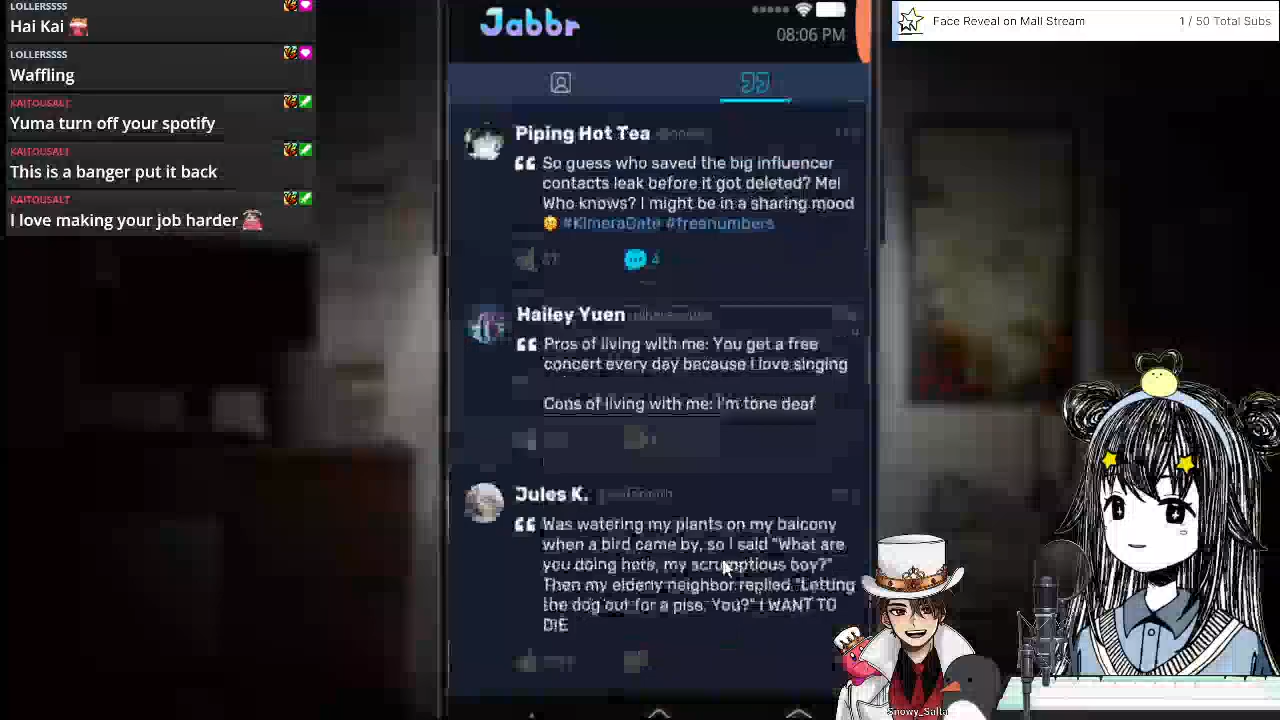 LOLLERSSSS
Hai Kai
LOLLERSSSS
Waffling
KAITOUSALT
Yuma turn off your spotify
KAITOUSALT
This is a banger put it back
KAITOUSALT
I love making your job harder
Jabbr
08:06 PM
Piping Hot Tea
So guess who saved the big influencer
contacts leak before it got deleted? Me!
Who knows? I might be in a sharing mood
#KimeraGate #freenumbers
4
Hailey Yuen
Pros of living with me: You get a free
concert every day because I love singing
Cons of living with me: I'm tone deaf
Jules K.
Was watering my plants on my balcony
when a bird came by, so I said "What are
you doing here, my scrumptious boy?"
Then my elderly neighbor replied "Letting
the dog out for a piss. You?" I WANT TO
DIE
Face Reveal on Mall Stream
1 / 50 Total Subs